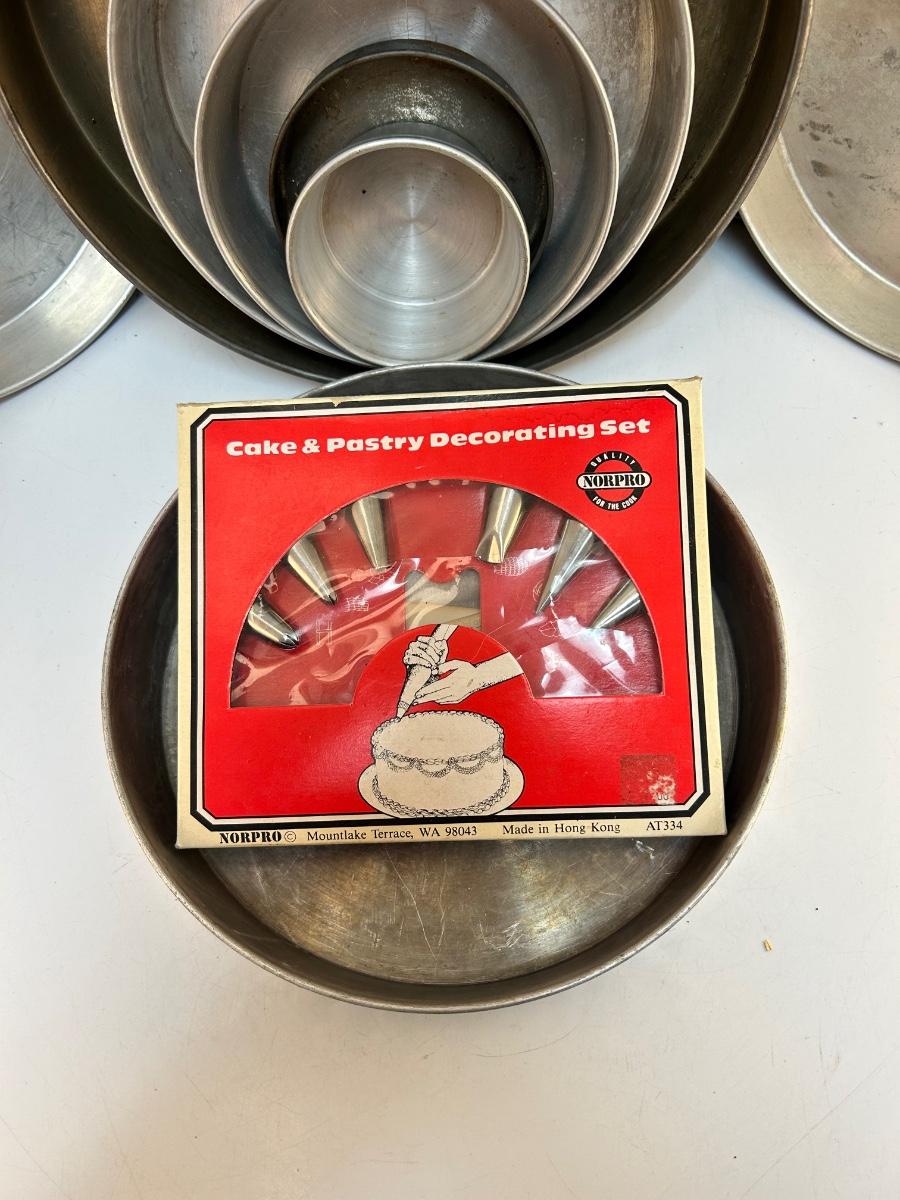 Cake & Pastry Decorating Set
QUALITY
NORPRO
FOR THE COOK
NORPRO © Mountlake Terrace, WA 98043 Made in Hong Kong AT334